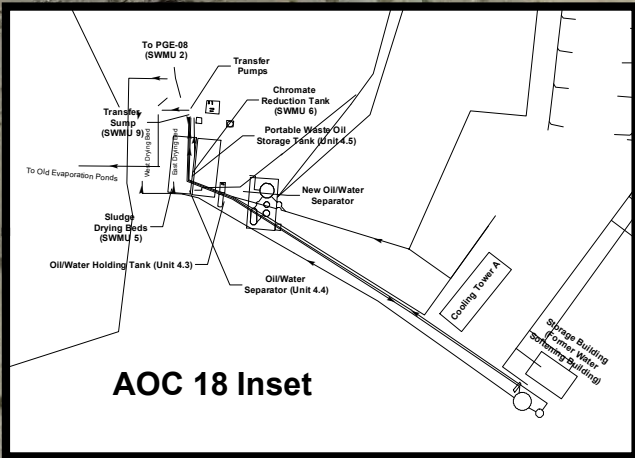 To PGE-08
(SWMU 2)
Transfer
Pumps
Chromate
Reduction Tank
(SWMU 6)
Transfer
Sump
(SWMU 9)
Portable Waste Oil
Storage Tank (Unit 4.5)
West Drying Bed
East Drying Bed
To Old Evaporation Ponds
New Oil/Water
Separator
Sludge
Drying Beds
(SWMU 5)
Oil/Water Holding Tank (Unit 4.3)
Oil/Water
Separator (Unit 4.4)
Cooling Tower A
Storage Building
(Former Water
Softening Building)
AOC 18 Inset